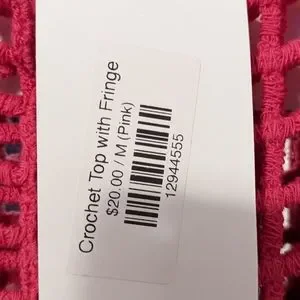 Crochet Top with Fringe
$20.00 / M (Pink)
12944555